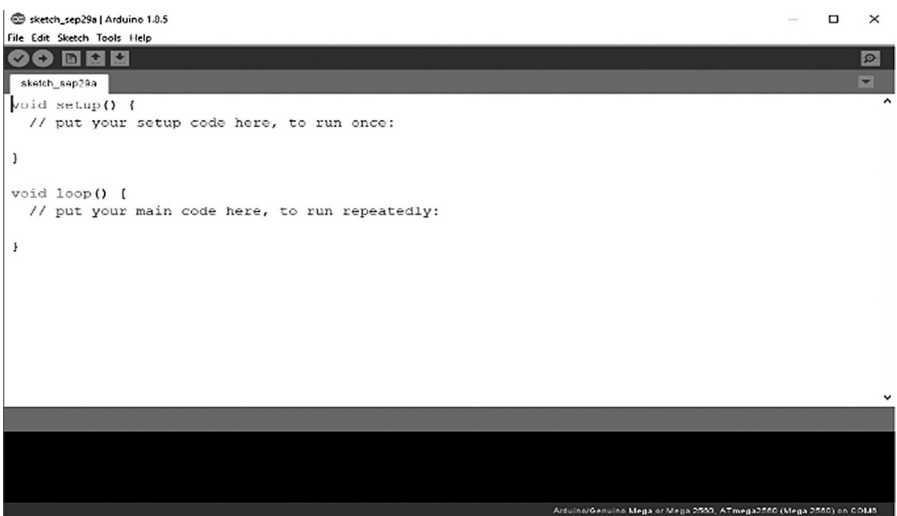 sketch_sep29a | Arduino 1.8.5
File Edit Sketch Tools Help
sketch_sep29a
void setup() {
// put your setup code here, to run once:
}
void loop() {
// put your main code here, to run repeatedly:
}
Arduino/Genuino Mega or Mega 2560, ATmega2560 (Mega 2560) on COM8